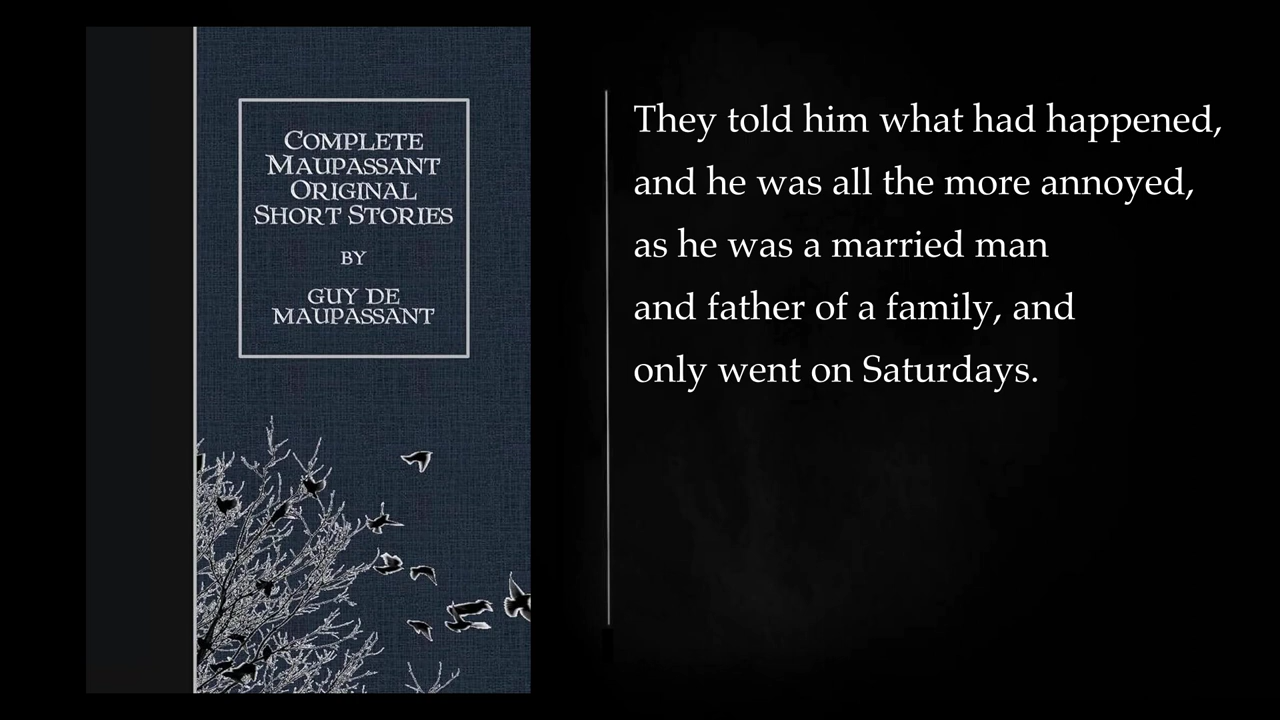 COMPLETE
MAUPASSANT
ORIGINAL
SHORT STORIES
BY
GUY DE
MAUPASSANT
They told him what had happened,
and he was all the more annoyed,
as he was a married man
and father of a family, and
only went on Saturdays.